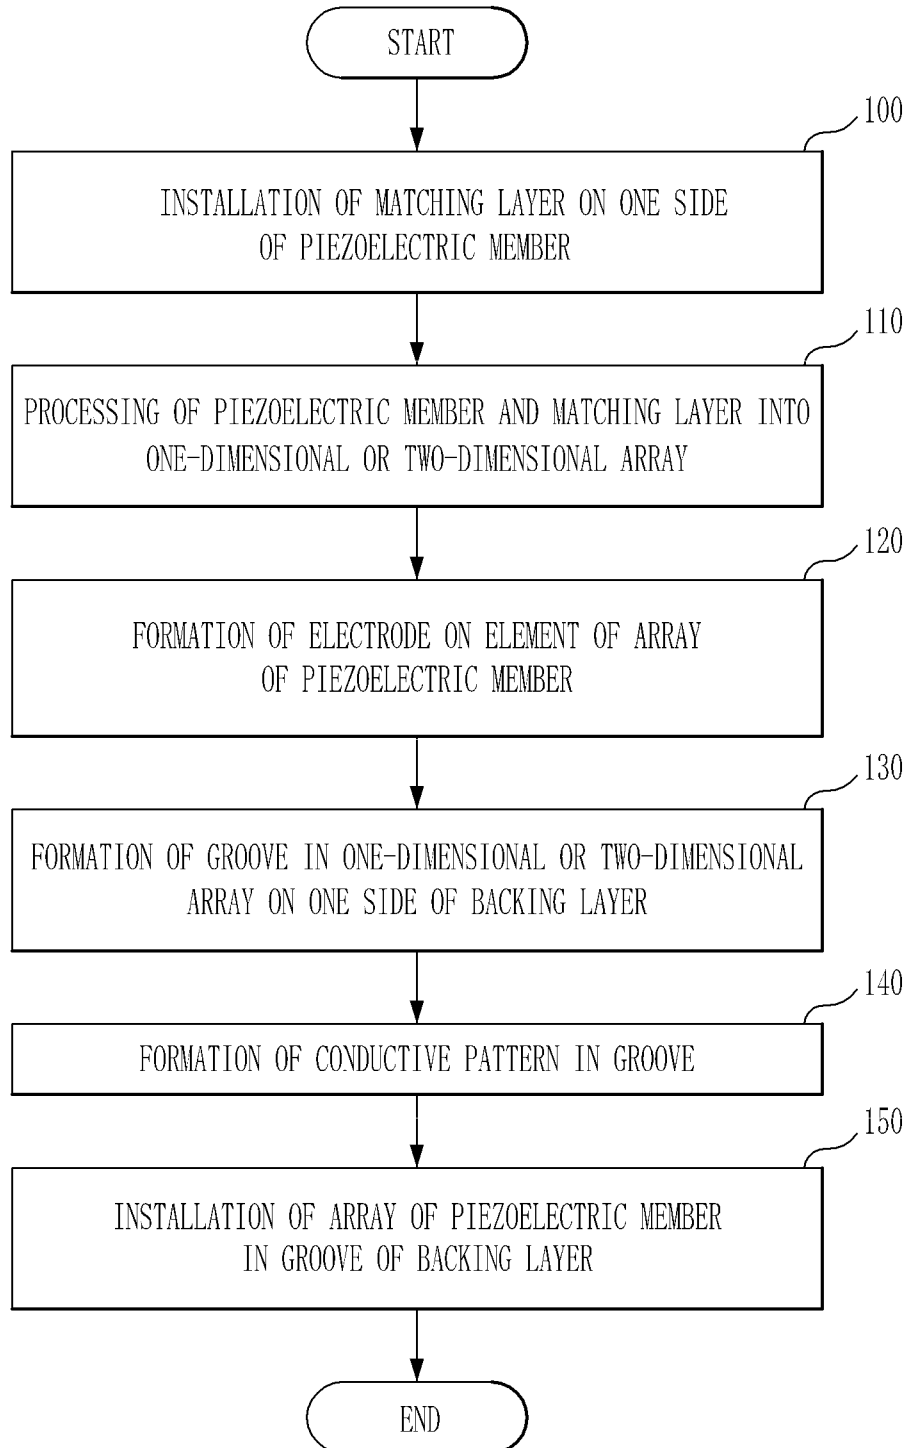 START
100
INSTALLATION OF MATCHING LAYER ON ONE SIDE
OF PIEZOELECTRIC MEMBER
110
PROCESSING OF PIEZOELECTRIC MEMBER AND MATCHING LAYER INTO
ONE-DIMENSIONAL OR TWO-DIMENSIONAL ARRAY
120
FORMATION OF ELECTRODE ON ELEMENT OF ARRAY
OF PIEZOELECTRIC MEMBER
130
FORMATION OF GROOVE IN ONE-DIMENSIONAL OR TWO-DIMENSIONAL
ARRAY ON ONE SIDE OF BACKING LAYER
140
FORMATION OF CONDUCTIVE PATTERN IN GROOVE
150
INSTALLATION OF ARRAY OF PIEZOELECTRIC MEMBER
IN GROOVE OF BACKING LAYER
END